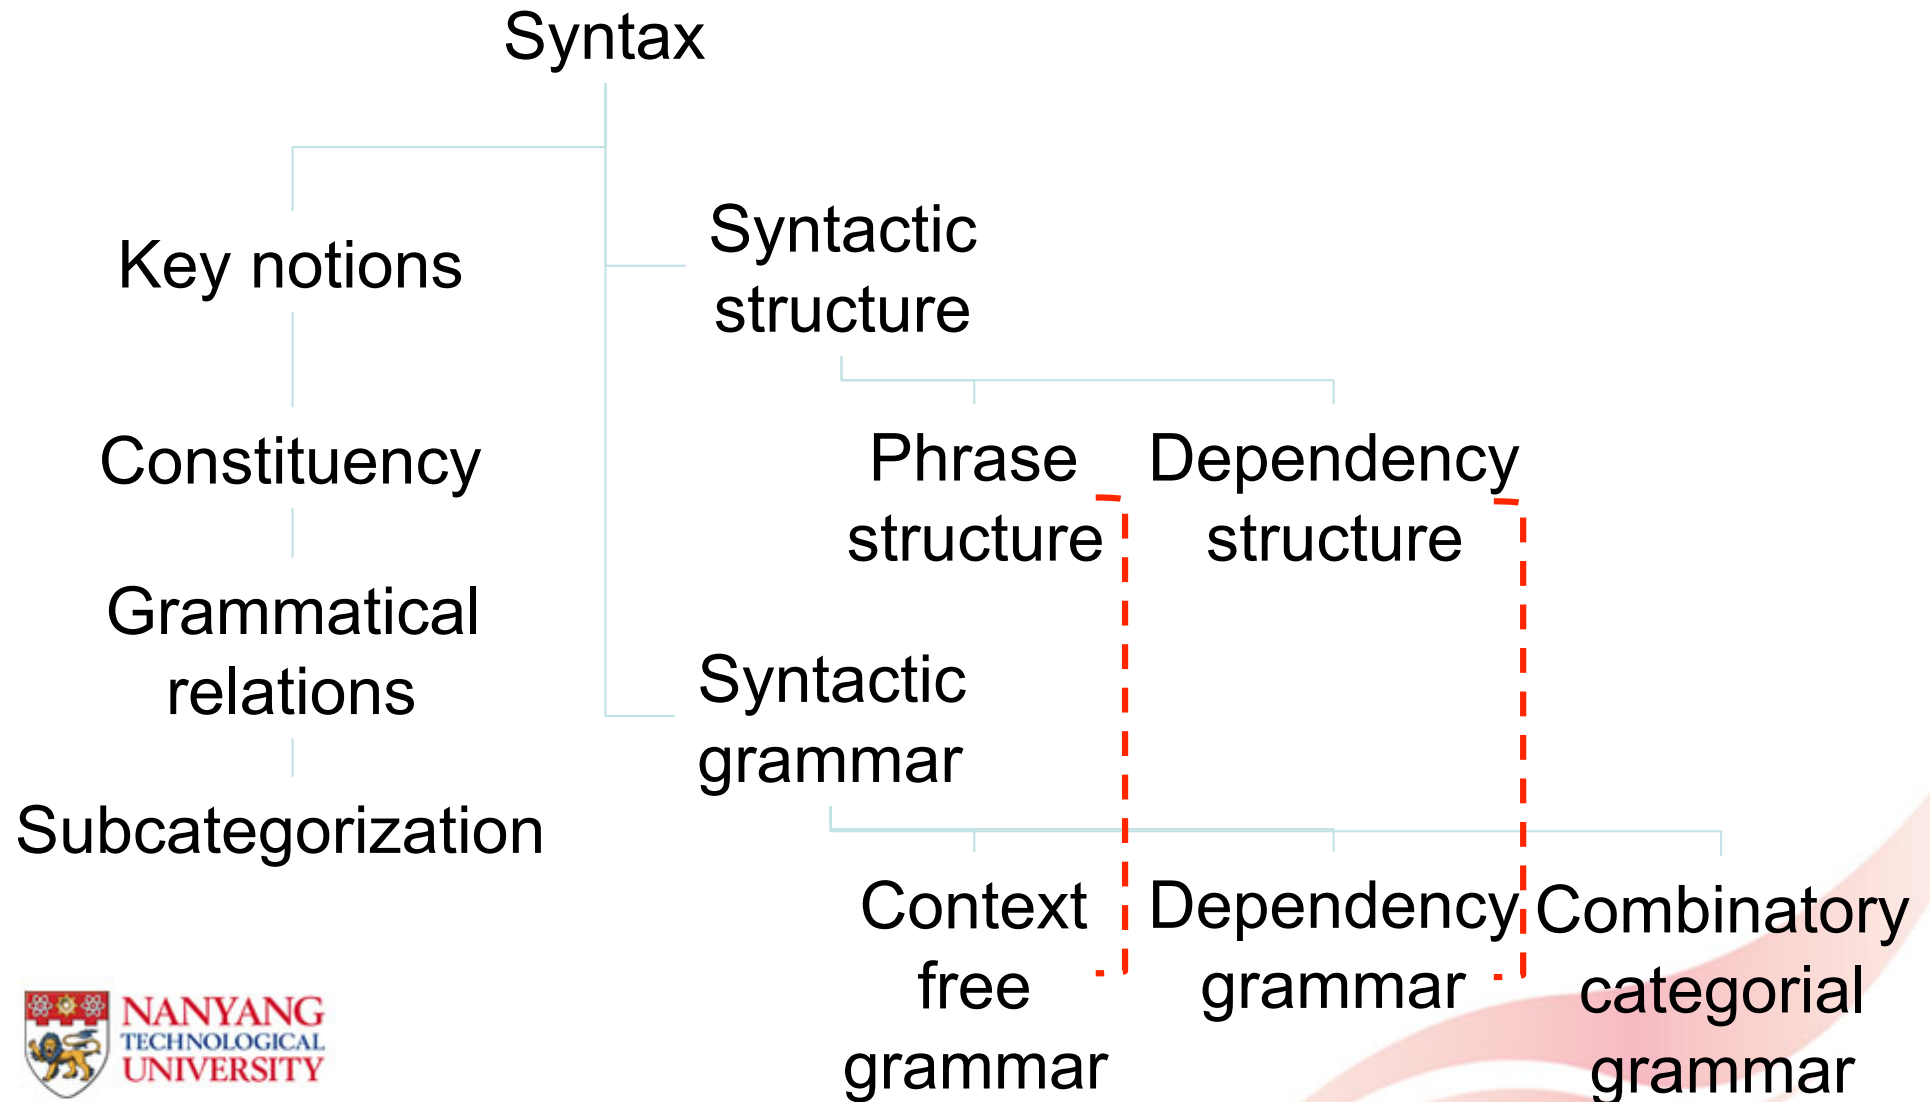 Syntax
Key notions
Constituency
Grammatical
relations
Subcategorization
Syntactic
structure
Phrase
structure
Dependency
structure
Syntactic
grammar
Context
free
grammar
Dependency
grammar
Combinatory
categorial
grammar
NANYANG
TECHNOLOGICAL
UNIVERSITY